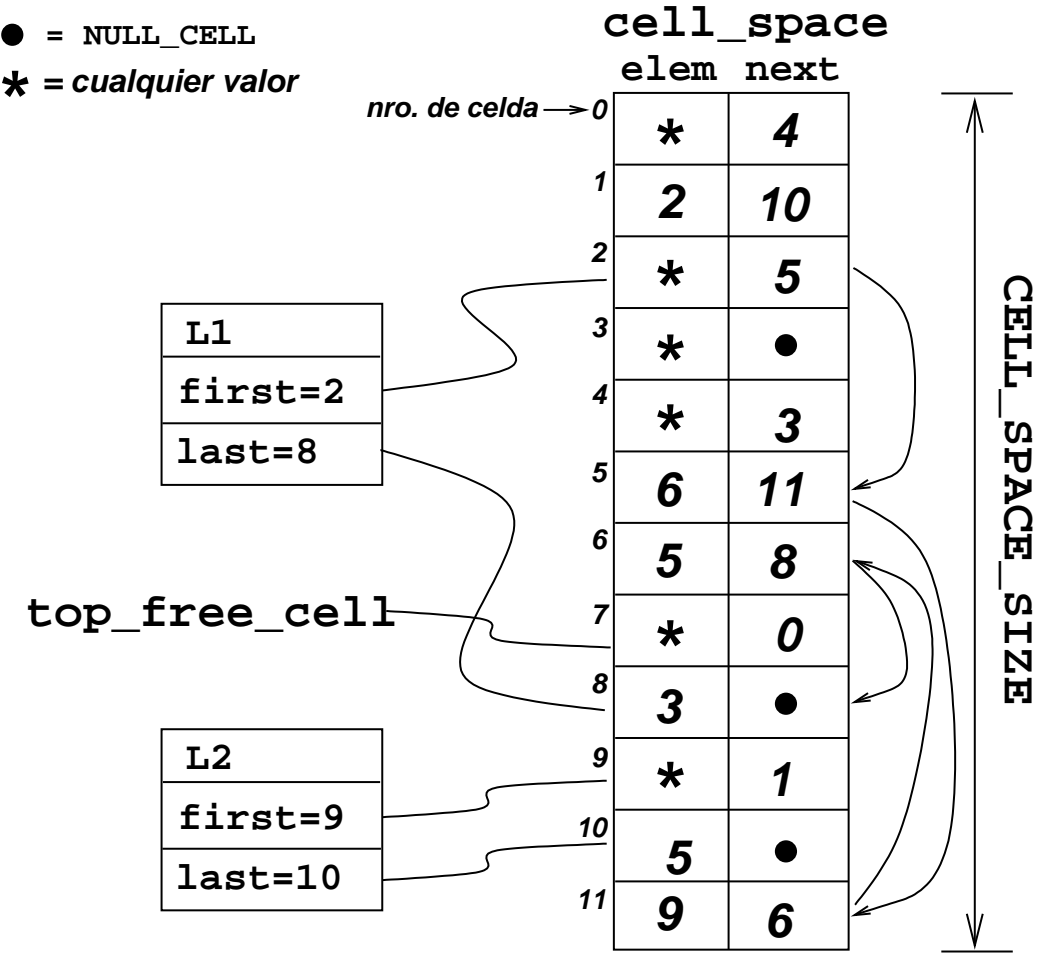 ● = NULL_CELL
* = cualquier valor
cell_space
elem next
nro. de celda
0 * 4
1 2 10
2 * 5
3 * ●
4 * 3
5 6 11
6 5 8
7 * 0
8 3 ●
9 * 1
10 5 ●
11 9 6
L1
first=2
last=8
top_free_cell
L2
first=9
last=10
CELL_SPACE_SIZE